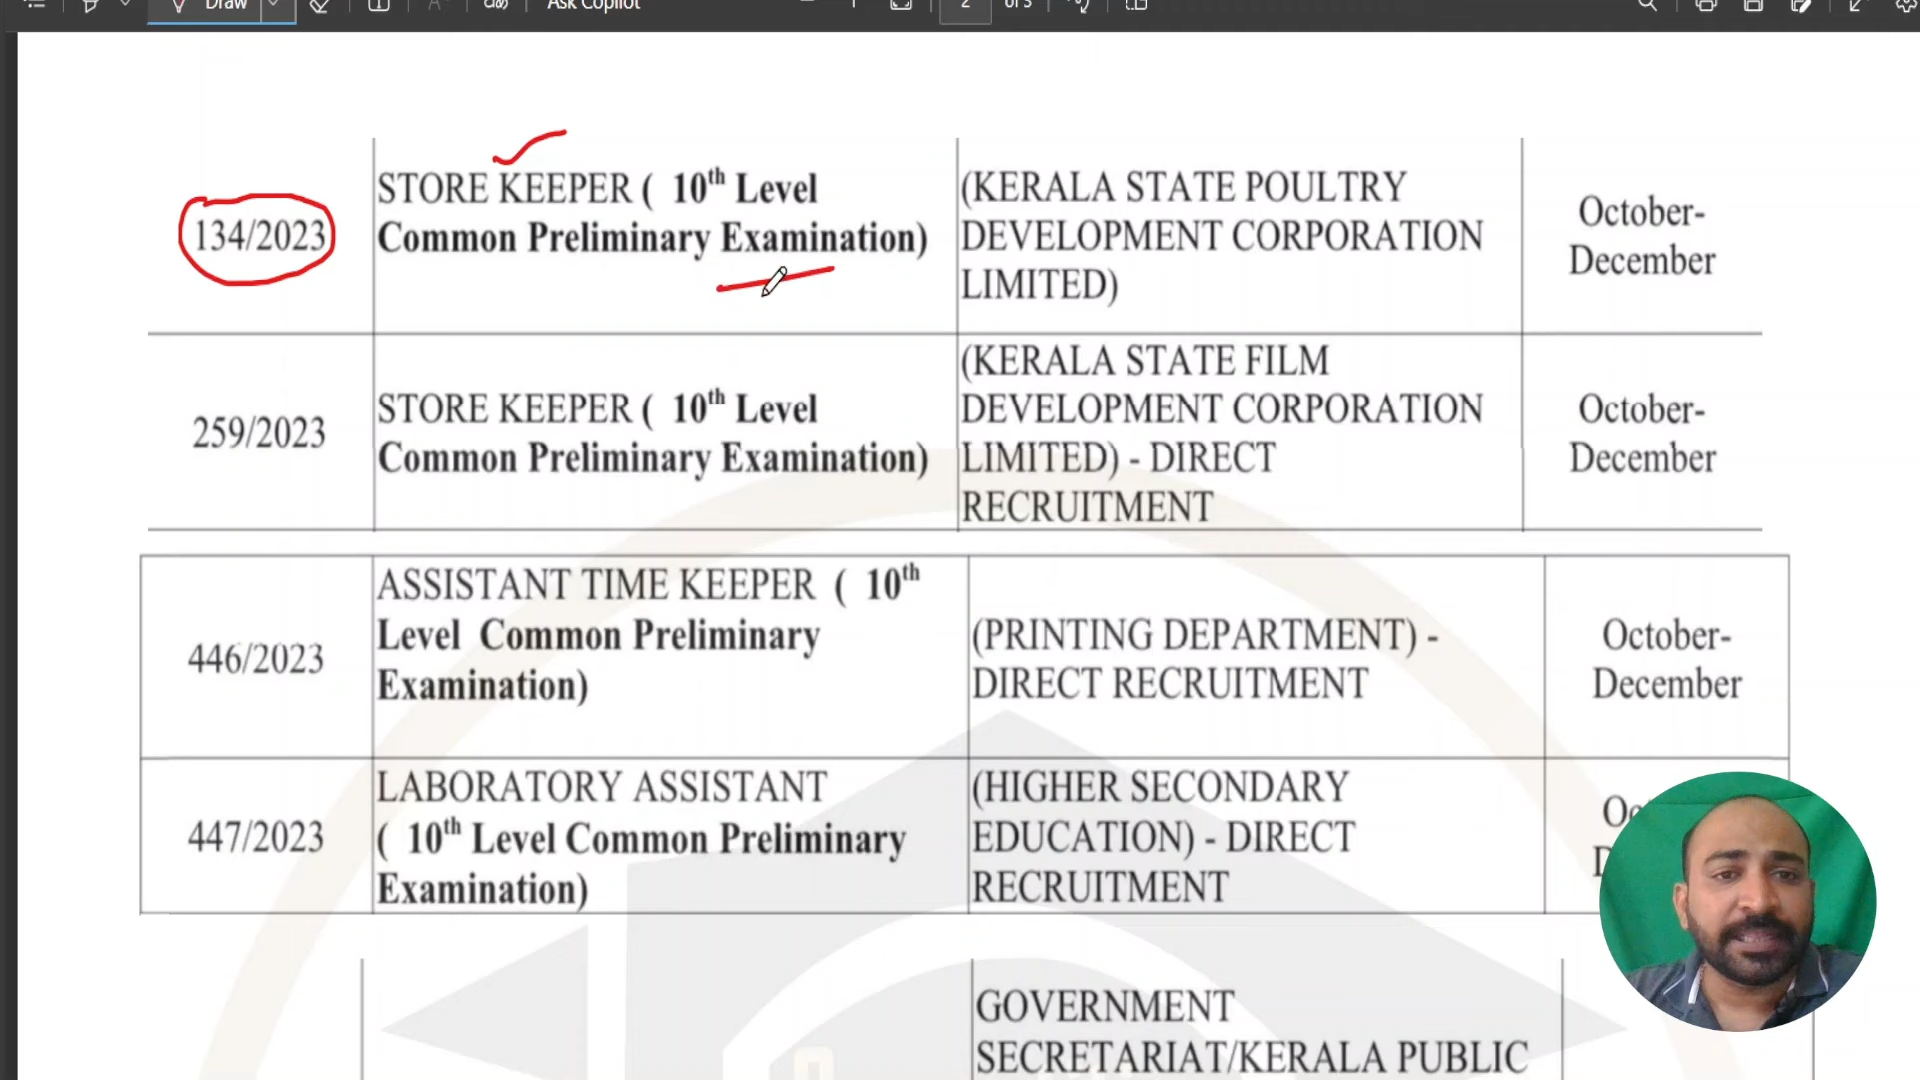 Draw
Ask Copilot
2
of 3
134/2023
STORE KEEPER ( 10th Level
Common Preliminary Examination)
(KERALA STATE POULTRY
DEVELOPMENT CORPORATION
LIMITED)
October-
December
259/2023
STORE KEEPER ( 10th Level
Common Preliminary Examination)
(KERALA STATE FILM
DEVELOPMENT CORPORATION
LIMITED) - DIRECT
RECRUITMENT
October-
December
446/2023
ASSISTANT TIME KEEPER ( 10th
Level Common Preliminary
Examination)
(PRINTING DEPARTMENT) -
DIRECT RECRUITMENT
October-
December
447/2023
LABORATORY ASSISTANT
( 10th Level Common Preliminary
Examination)
(HIGHER SECONDARY
EDUCATION) - DIRECT
RECRUITMENT
GOVERNMENT
SECRETARIAT/KERALA PUBLIC